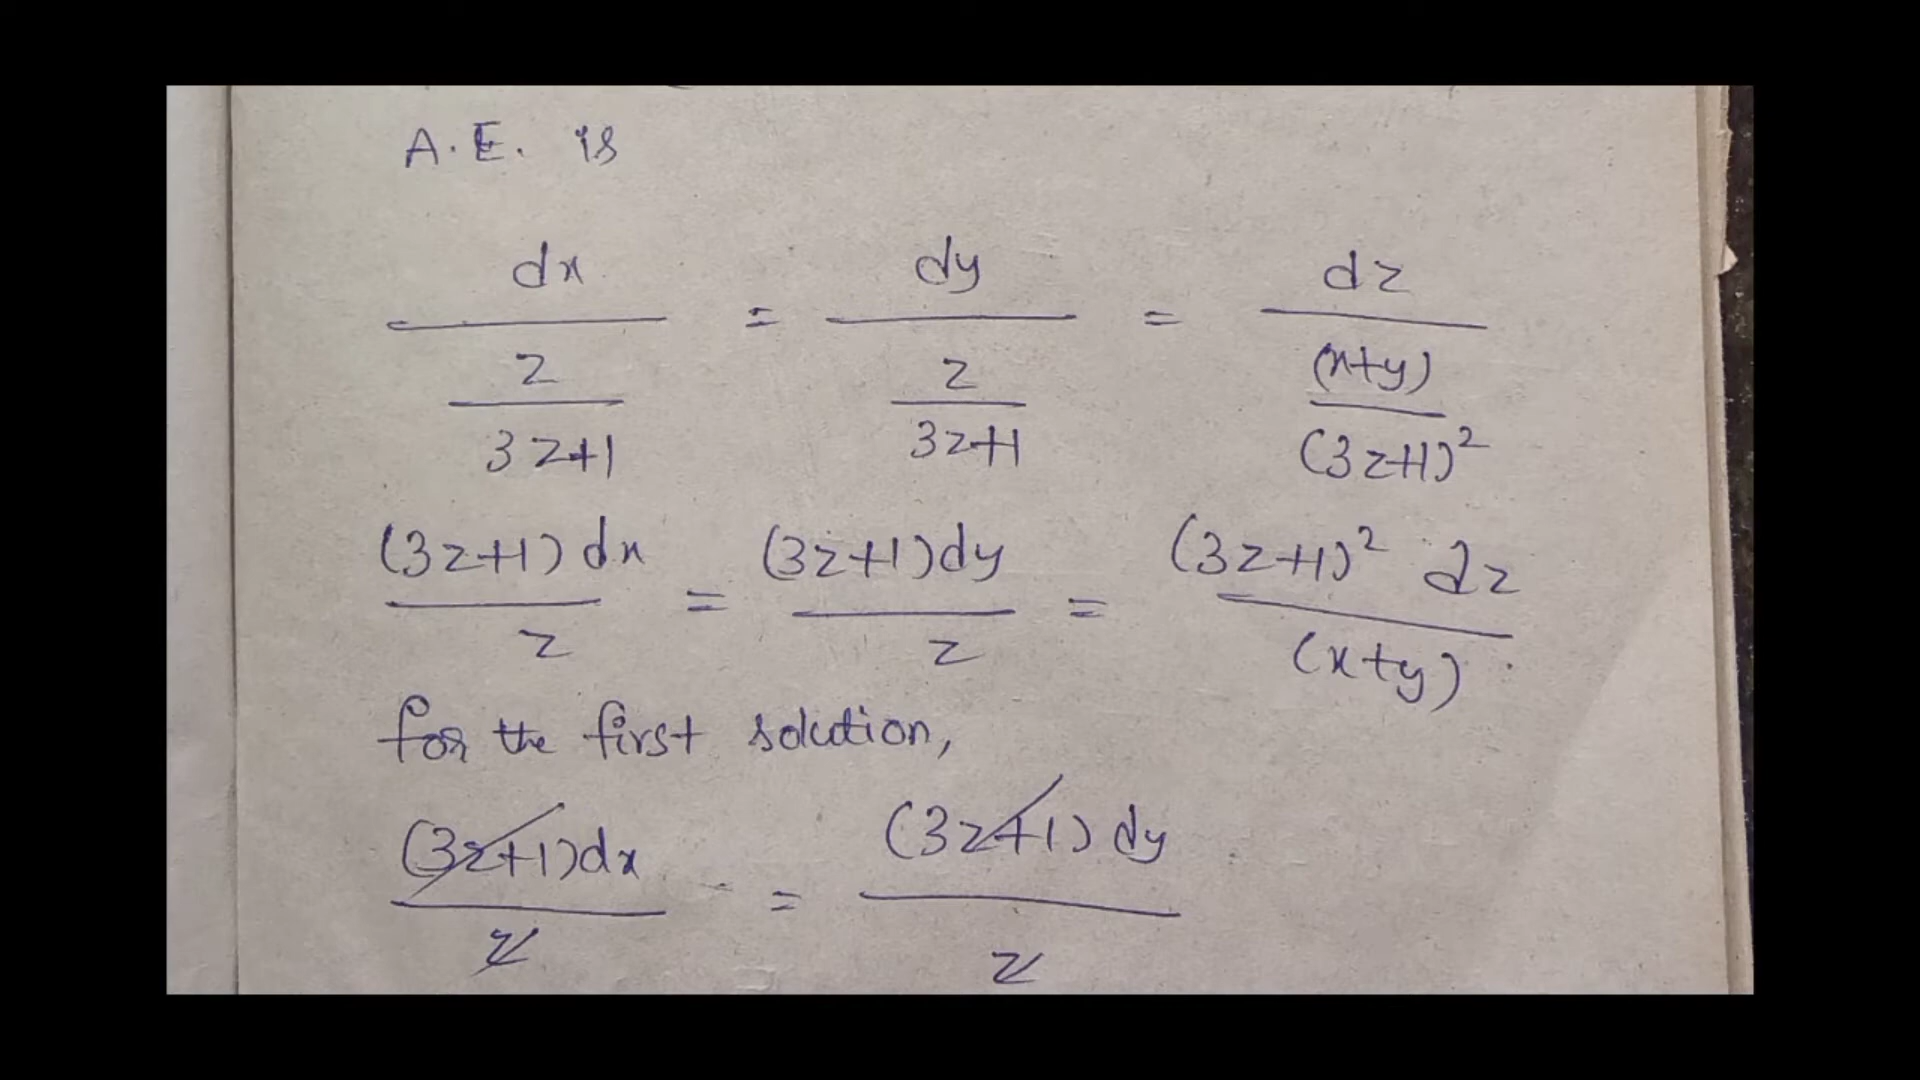 A.E. is
dx/(z/(3z+1)) = dy/(z/(3z+1)) = dz/((x+y)/(3z+1)²)
(3z+1) dx/z = (3z+1) dy/z = (3z+1)² dz/(x+y)
for the first solution,
(3z+1) dx/z = (3z+1) dy/z